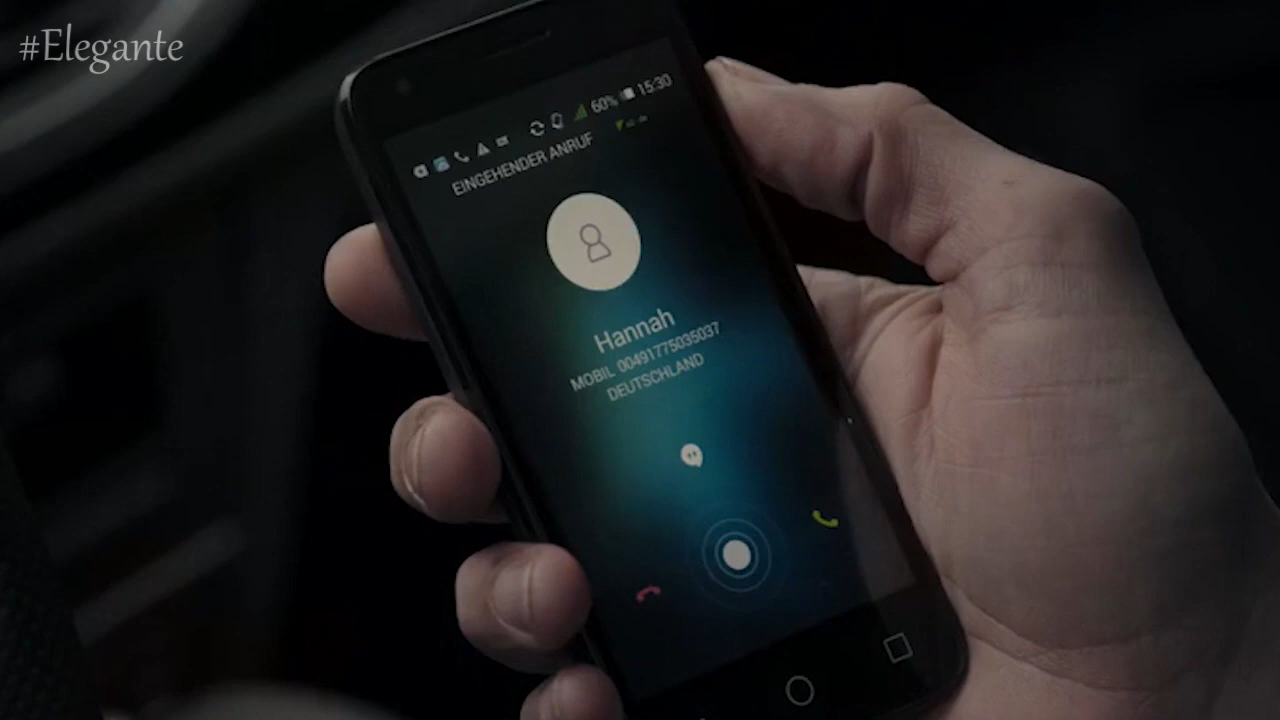 #Elegante
60% 15:30
EINGEHENDER ANRUF
Hannah
MOBIL 00491775035037
DEUTSCHLAND